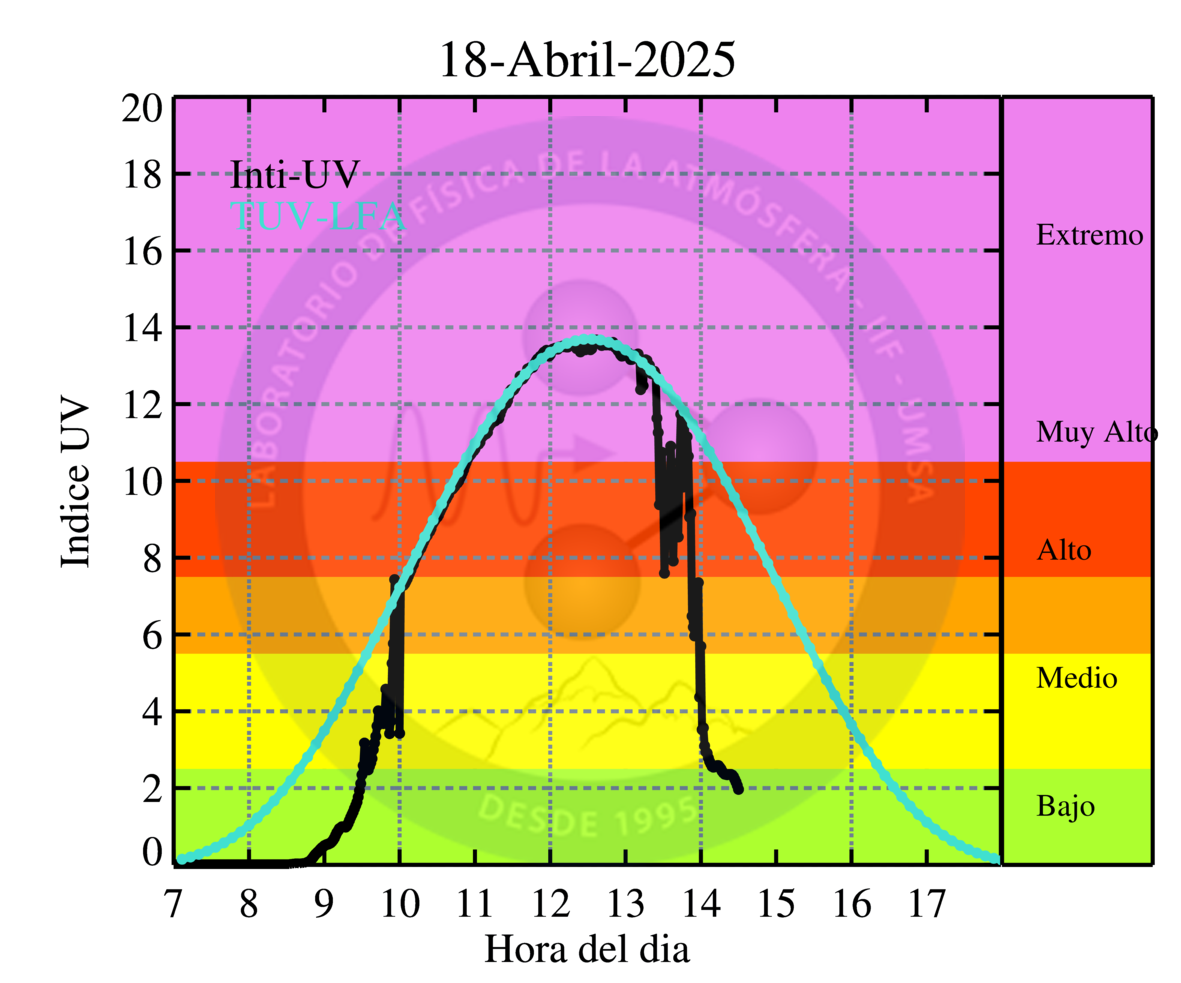 18-Abril-2025
20
18
16
14
12
10
8
6
4
2
0
Indice UV
Inti-UV
TUV-LFA
LABORATORIO DE FÍSICA DE LA ATMÓSFERA - IIF - UMSA
DESDE 1995
Extremo
Muy Alto
Alto
Medio
Bajo
7 8 9 10 11 12 13 14 15 16 17
Hora del dia